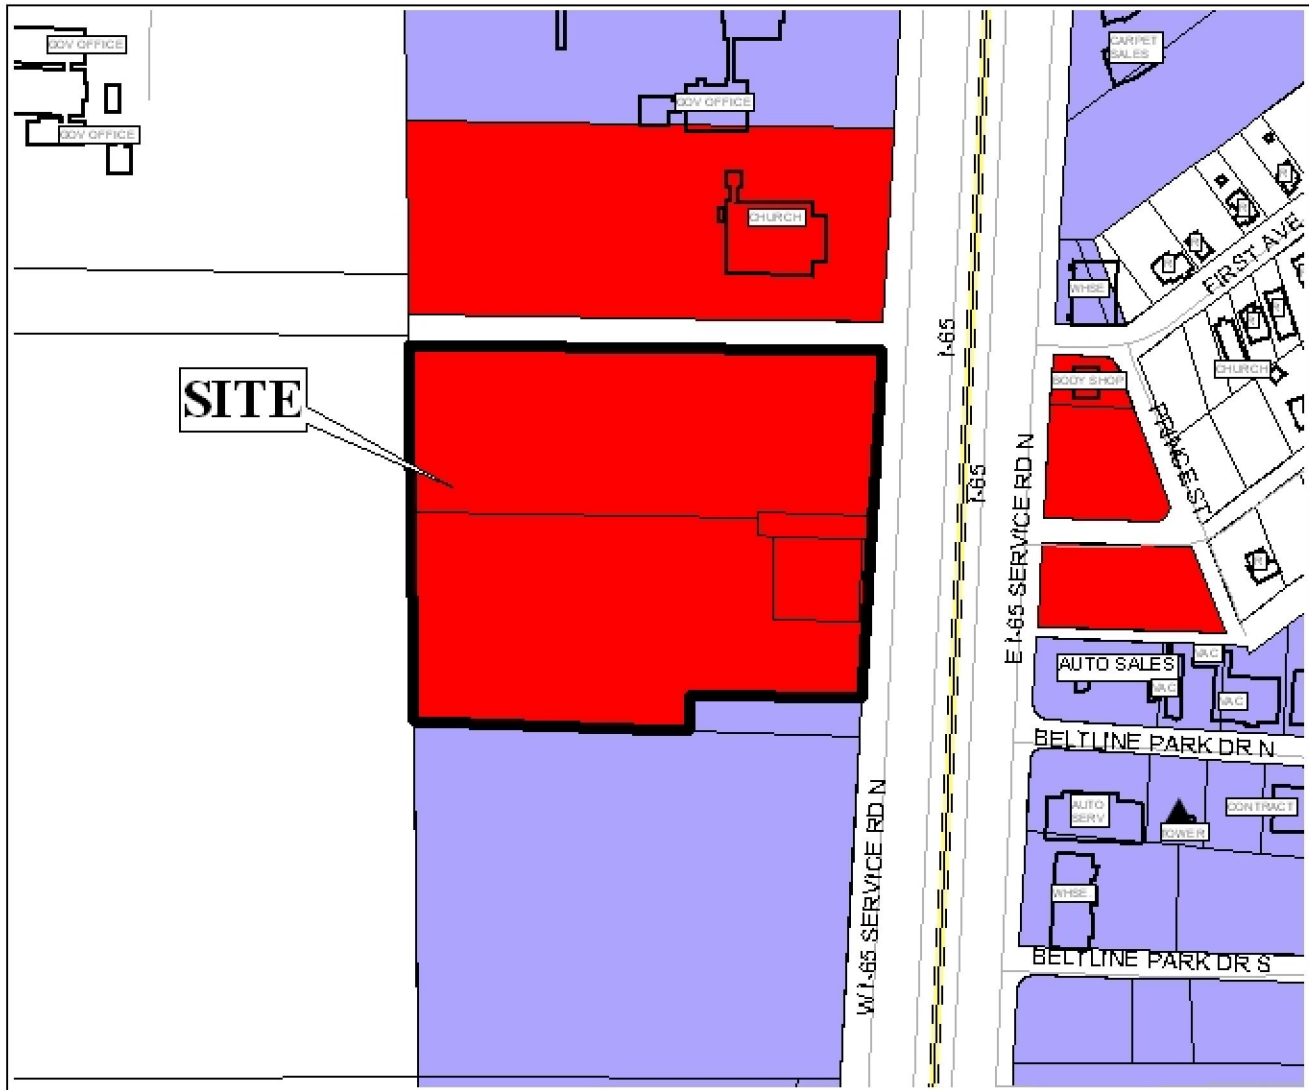 GOV OFFICE
CARPET
SALES
GOV OFFICE
GOV OFFICE
R
R
CHURCH
R
R
FIRST AVE
WHSE
R
R
I-65
CHURCH
BODY SHOP
SITE
PRINCE ST.
I-65
E I-65 SERVICE RD N
R
VAC
AUTO SALES
VAC
VAC
BELTLINE PARK DR N
AUTO
SERV
CONTRACT
TOWER
W I-65 SERVICE RD N
WHSE
BELTLINE PARK DR S